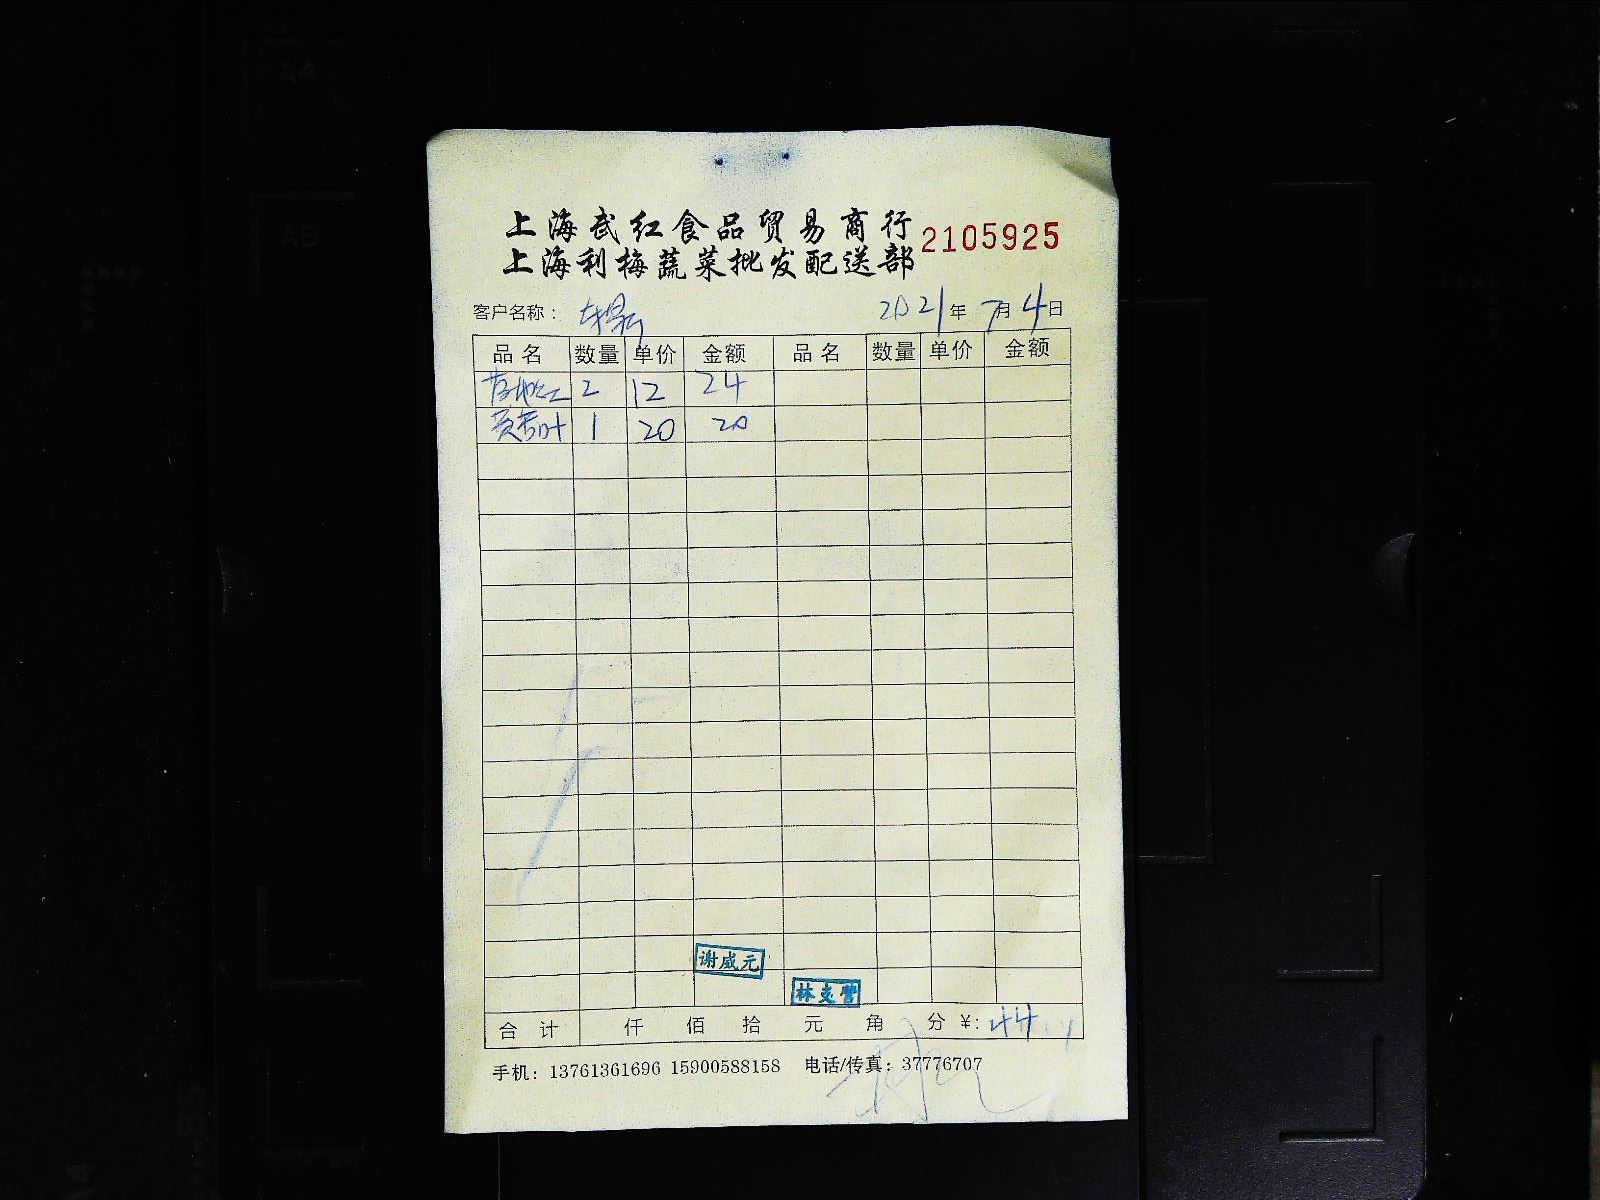 上海武红食品贸易商行
上海利梅蔬菜批发配送部
2105925
客户名称： 2021年7月4日
品名 数量 单价 金额 品名 数量 单价 金额
2 12 24
1 20 20
谢威元
合计 仟 佰 拾 元 角 分 ¥: 44
手机：13761361696 15900588158 电话/传真：37776707
A4
A5